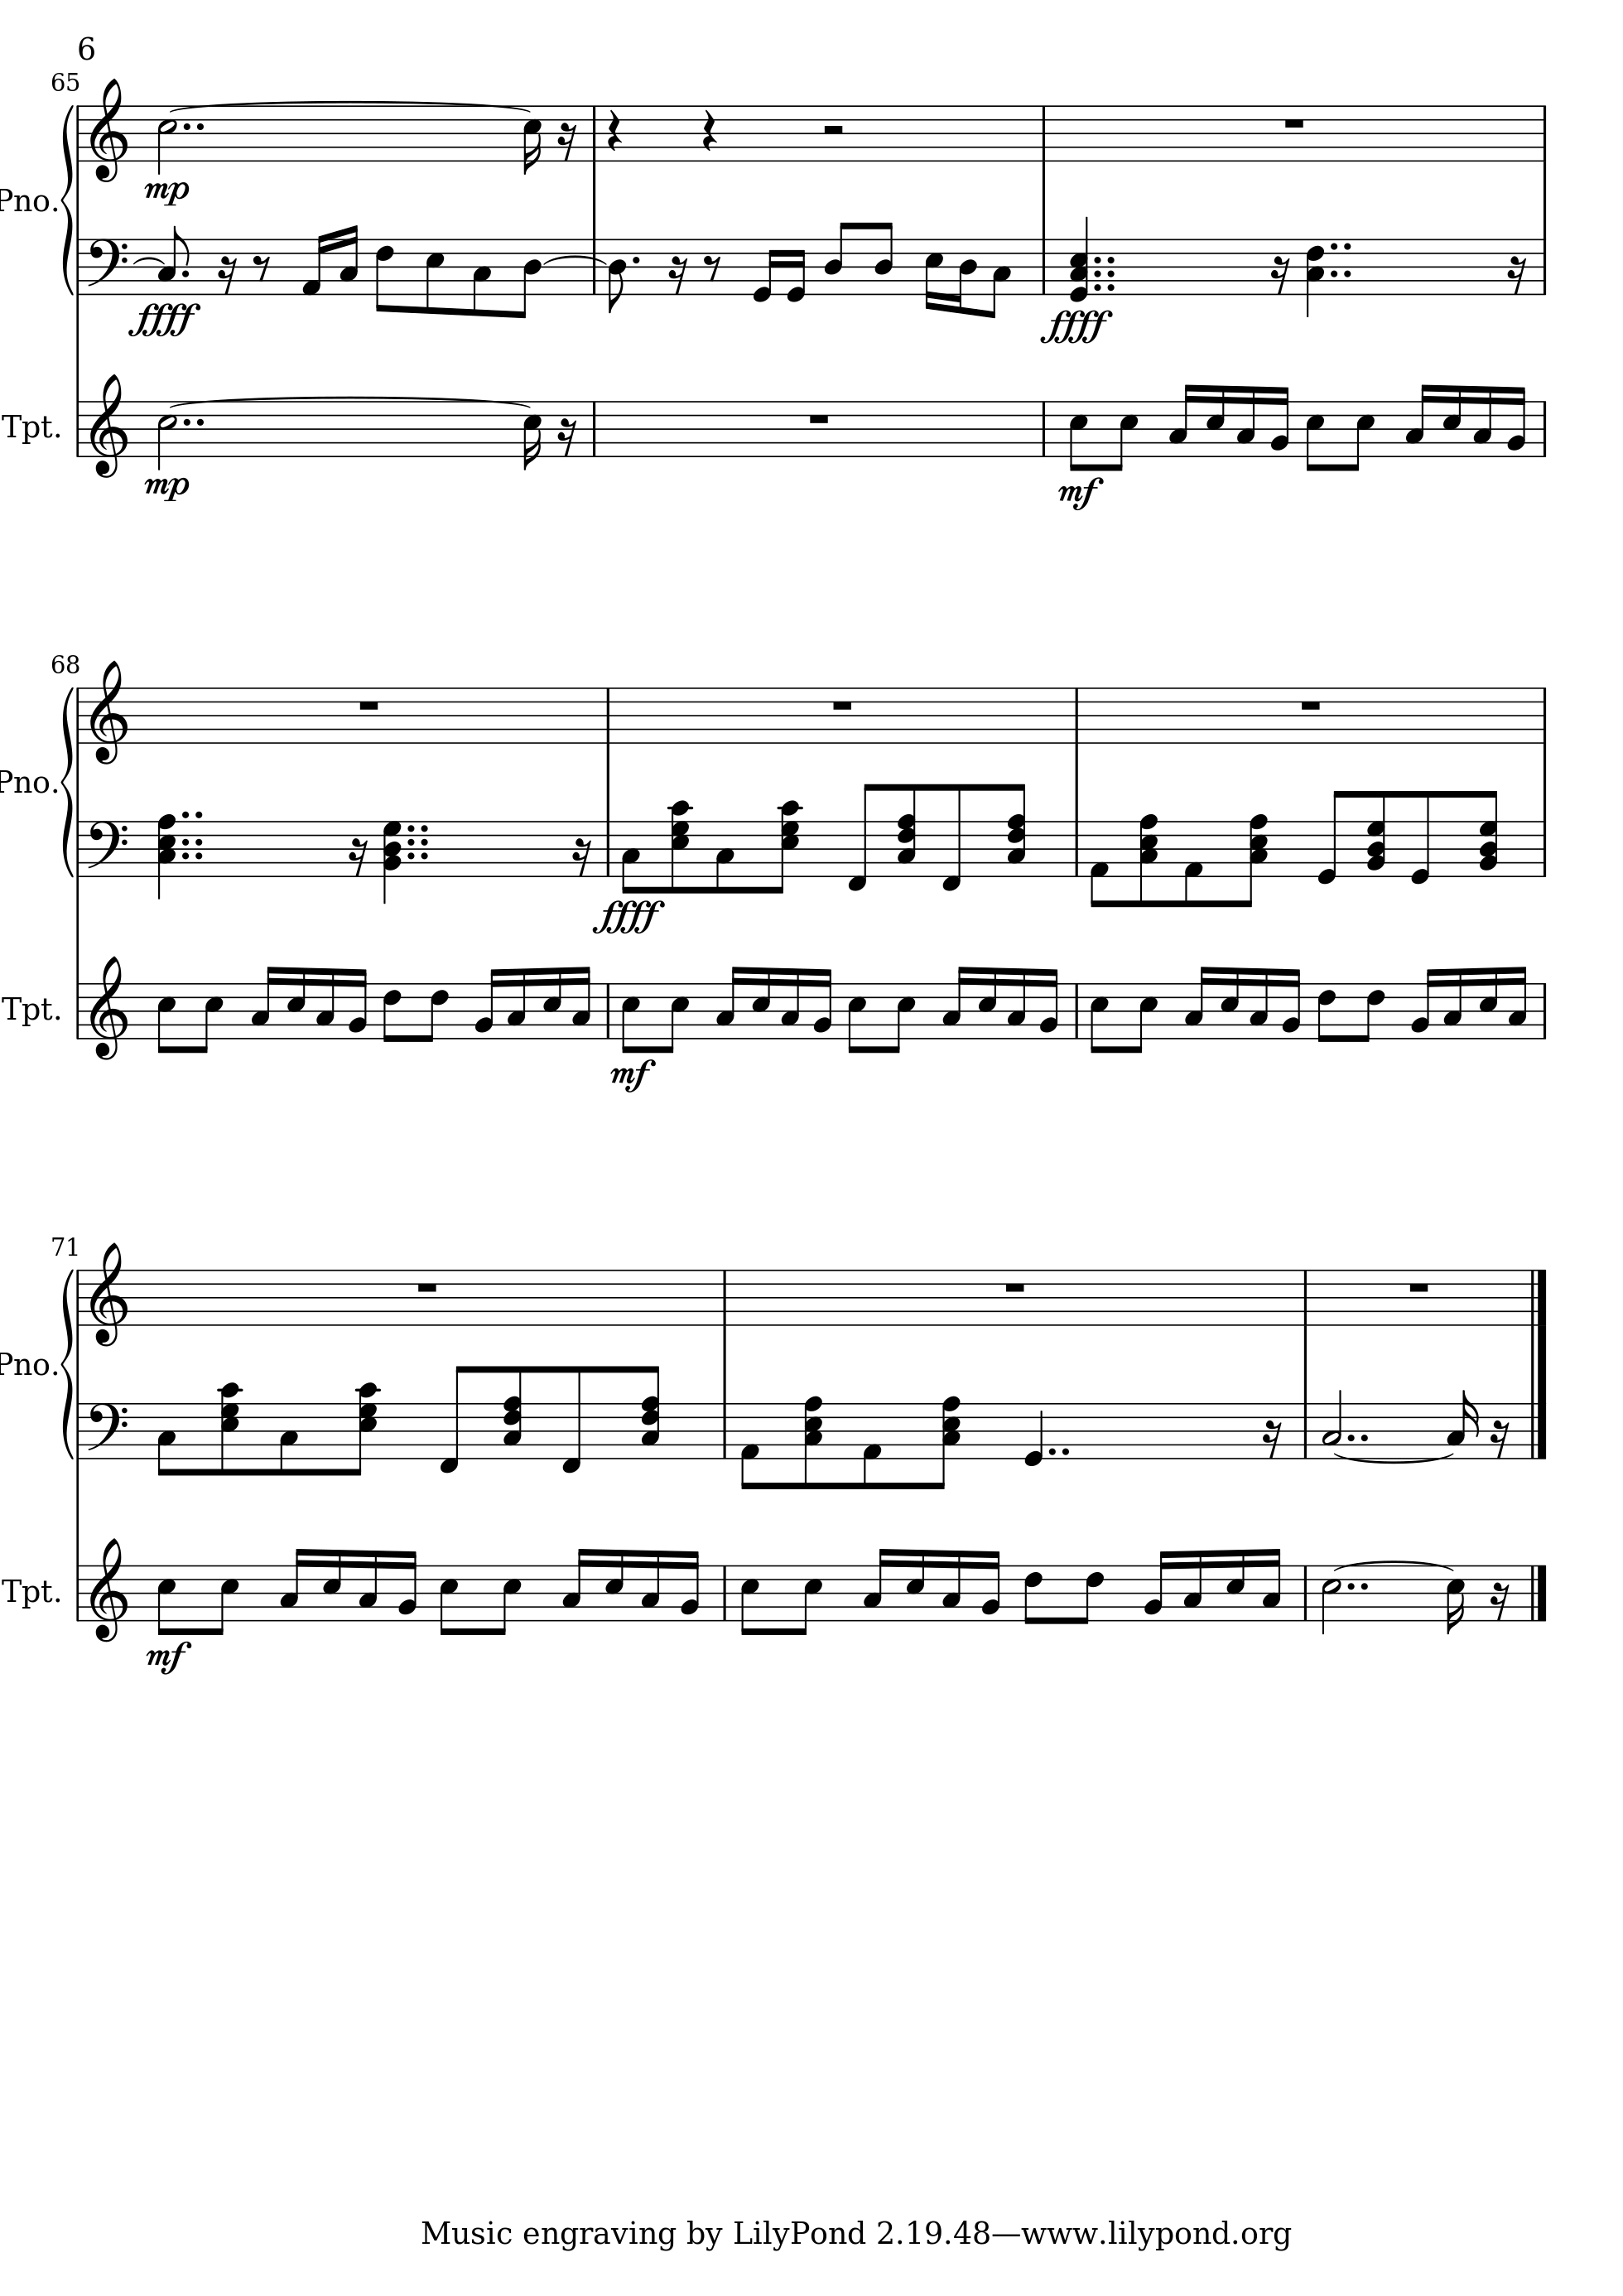 6
65
mp
Pno.
ffff
ffff
Tpt.
mp
mf
68
Pno.
ffff
Tpt.
mf
71
Pno.
Tpt.
mf
Music engraving by LilyPond 2.19.48—www.lilypond.org